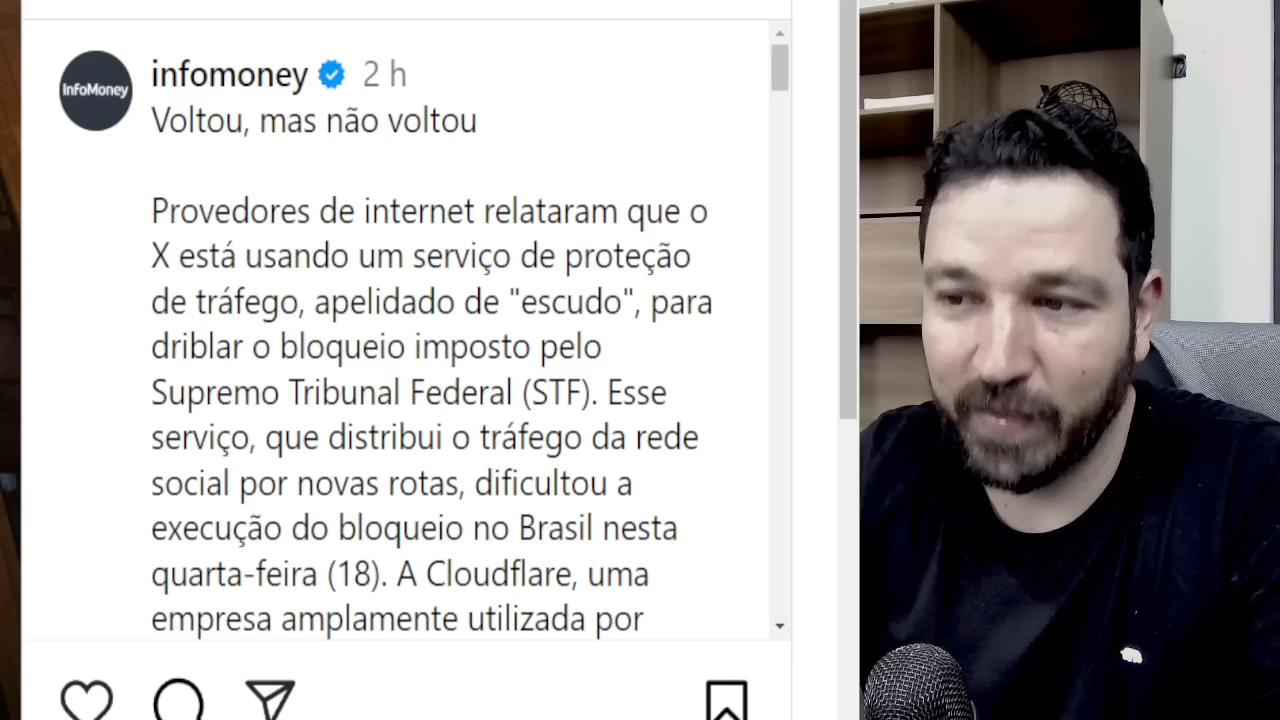 InfoMoney
infomoney 2 h
Voltou, mas não voltou
Provedores de internet relataram que o
X está usando um serviço de proteção
de tráfego, apelidado de "escudo", para
driblar o bloqueio imposto pelo
Supremo Tribunal Federal (STF). Esse
serviço, que distribui o tráfego da rede
social por novas rotas, dificultou a
execução do bloqueio no Brasil nesta
quarta-feira (18). A Cloudflare, uma
empresa amplamente utilizada por